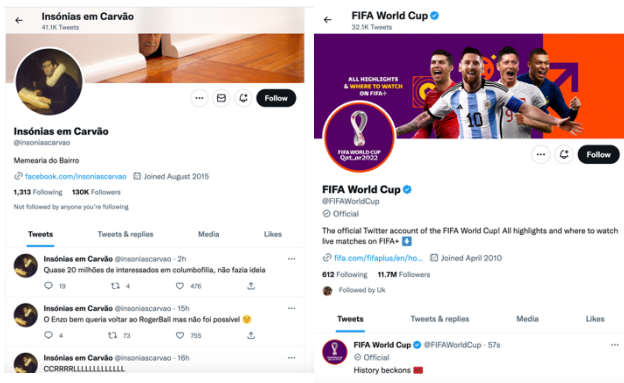 Insónias em Carvão
41.1K Tweets
Follow
Insónias em Carvão
@insoniascarvao
Memearia do Bairro
facebook.com/insoniascarvao Joined August 2015
1,313 Following 130K Followers
Not followed by anyone you're following
Tweets Tweets & replies Media Likes
Insónias em Carvão @insoniascarvao · 2h
Quase 20 milhões de interessados em columbofilia, não fazia ideia
19 4 476
Insónias em Carvão @insoniascarvao · 15h
O Enzo bem queria voltar ao RogerBall mas não foi possível 😉
4 73 755
Insónias em Carvão @insoniascarvao · 16h
CCRRRRLLLLLLLLLLLLL
FIFA World Cup
32.1K Tweets
ALL HIGHLIGHTS
& WHERE TO WATCH
ON FIFA+
10
FIFA WORLD CUP
Qatar2022
Follow
FIFA World Cup
@FIFAWorldCup
Official
The official Twitter account of the FIFA World Cup! All highlights and where to watch
live matches on FIFA+ ⬇️
fifa.com/fifaplus/en/ho... Joined April 2010
612 Following 11.7M Followers
Followed by Uk
Tweets Tweets & replies Media Likes
FIFA World Cup @FIFAWorldCup · 57s
Official
History beckons 🇲🇦